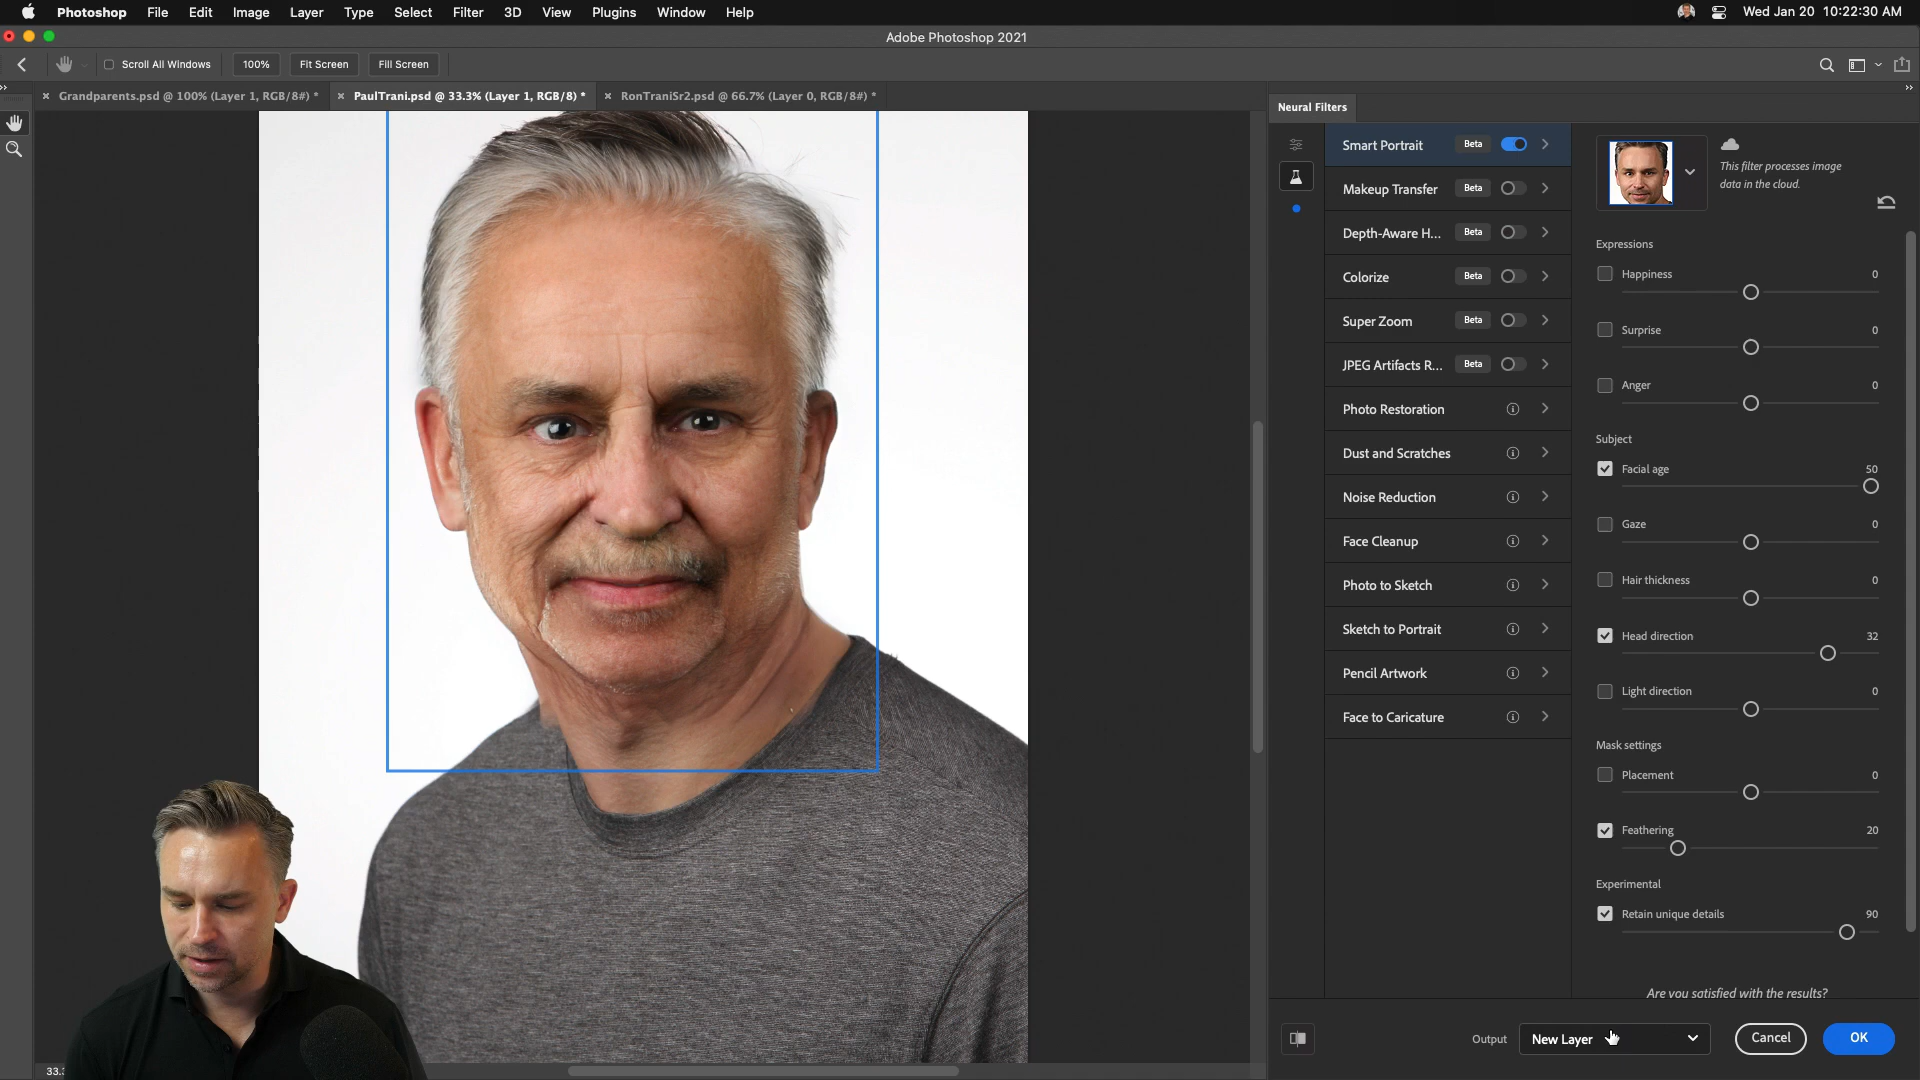 Photoshop File Edit Image Layer Type Select Filter 3D View Plugins Window Help Wed Jan 20 10:22:30 AM
Adobe Photoshop 2021
Scroll All Windows 100% Fit Screen Fill Screen
Grandparents.psd @ 100% (Layer 1, RGB/8#) * PaulTrani.psd @ 33.3% (Layer 1, RGB/8) * RonTraniSr2.psd @ 66.7% (Layer 0, RGB/8#) *
Neural Filters
Smart Portrait Beta
Makeup Transfer Beta
Depth-Aware H... Beta
Colorize Beta
Super Zoom Beta
JPEG Artifacts R... Beta
Photo Restoration
Dust and Scratches
Noise Reduction
Face Cleanup
Photo to Sketch
Sketch to Portrait
Pencil Artwork
Face to Caricature
This filter processes image
data in the cloud.
Expressions
Happiness 0
Surprise 0
Anger 0
Subject
Facial age 50
Gaze 0
Hair thickness 0
Head direction 32
Light direction 0
Mask settings
Placement 0
Feathering 20
Experimental
Retain unique details 90
Are you satisfied with the results?
Output New Layer Cancel OK
33.